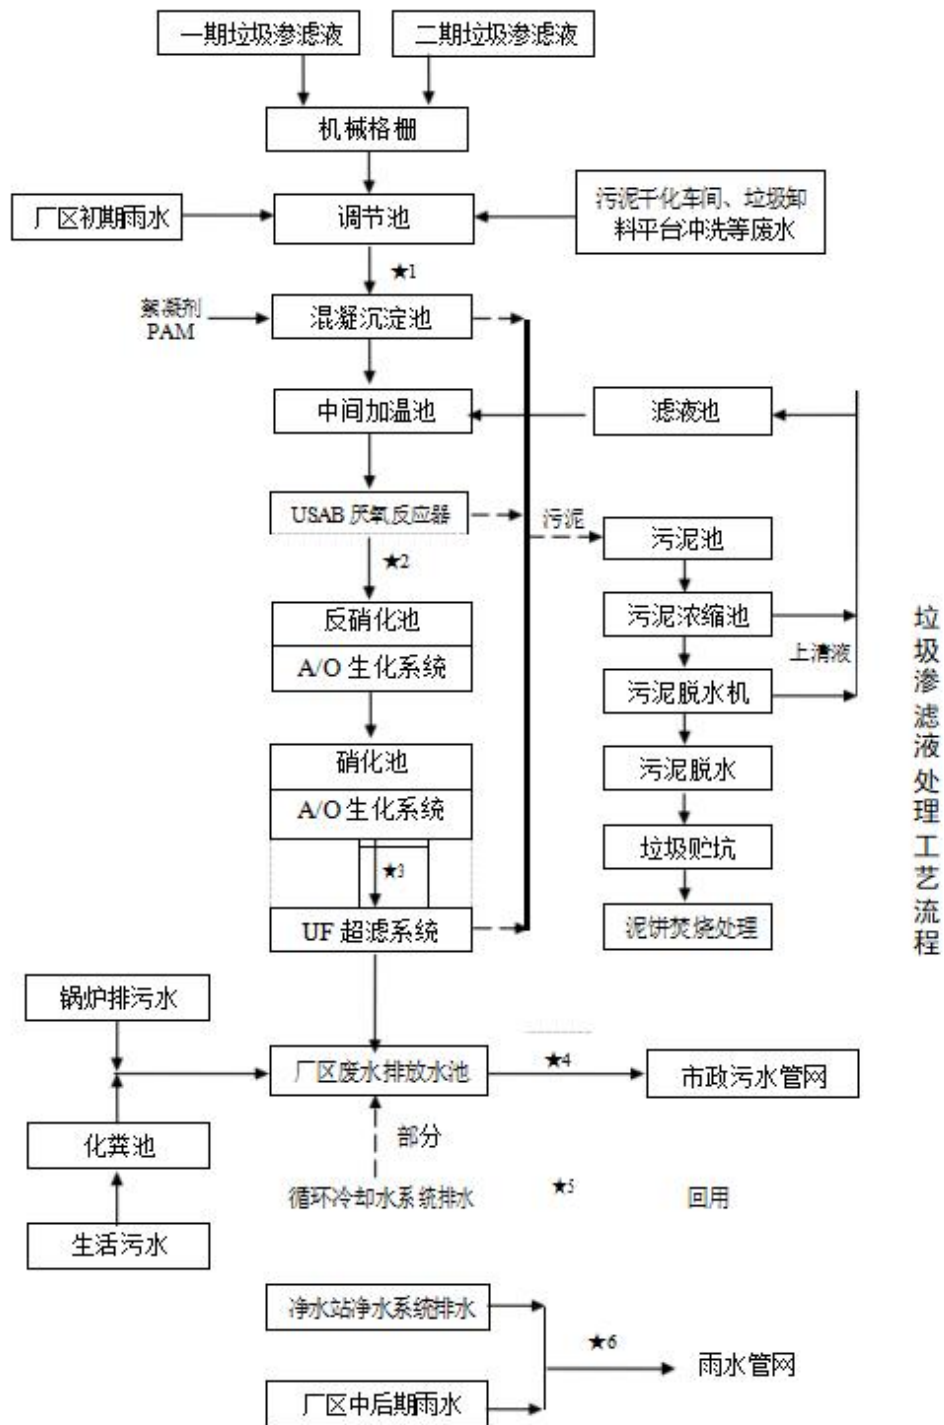 一期垃圾渗滤液
二期垃圾渗滤液
机械格栅
厂区初期雨水
调节池
污泥干化车间、垃圾卸
料平台冲洗等废水
★1
絮凝剂
PAM
混凝沉淀池
中间加温池
滤液池
USAB 厌氧反应器
污泥
污泥池
★2
反硝化池
A/O 生化系统
污泥浓缩池
上清液
污泥脱水机
硝化池
A/O 生化系统
污泥脱水
垃圾贮坑
★3
UF 超滤系统
泥饼焚烧处理
垃圾渗滤液处理工艺流程
锅炉排污水
厂区废水排放水池
★4
市政污水管网
化粪池
部分
循环冷却水系统排水
★5
回用
生活污水
净水站净水系统排水
★6
雨水管网
厂区中后期雨水